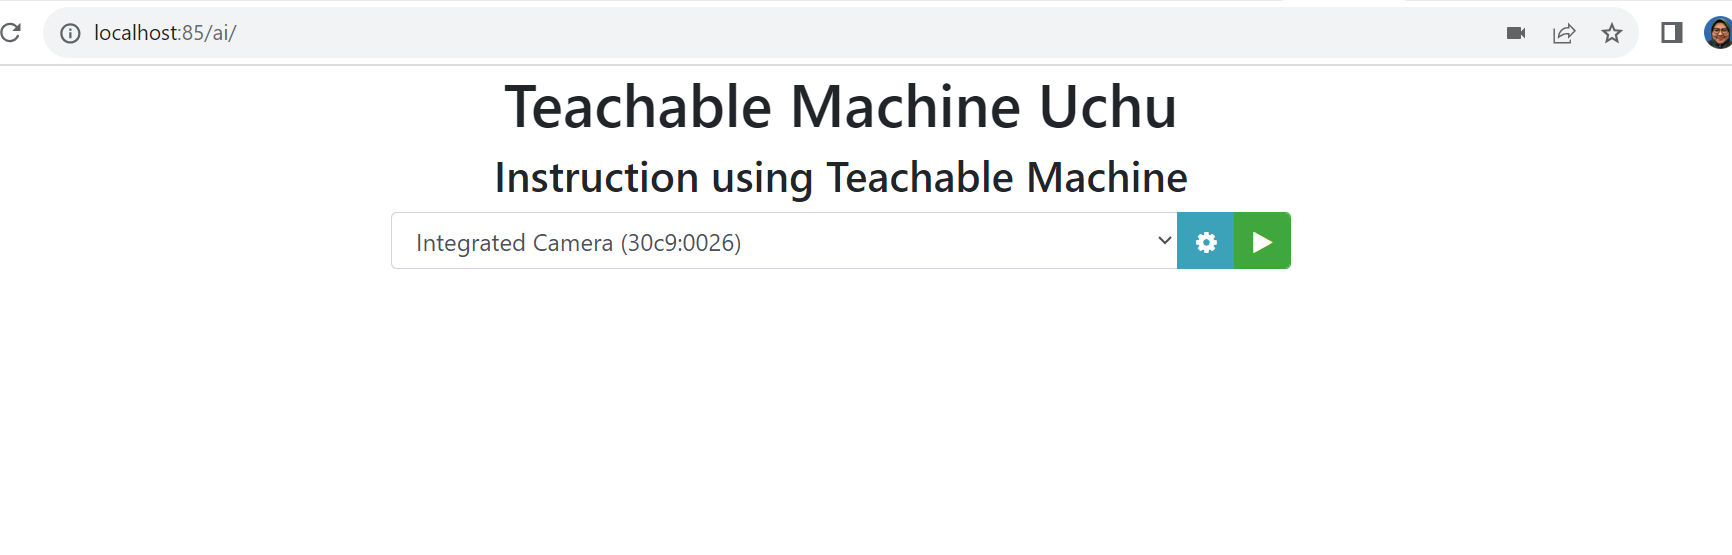 localhost:85/ai/
Teachable Machine Uchu
Instruction using Teachable Machine
Integrated Camera (30c9:0026)